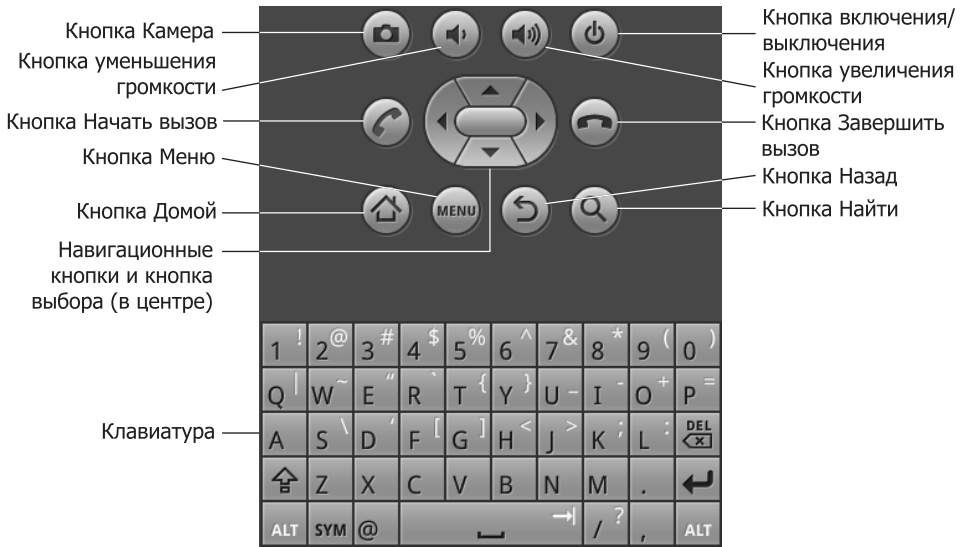 Кнопка Камера
Кнопка уменьшения
громкости
Кнопка Начать вызов
Кнопка Меню
Кнопка Домой
Навигационные
кнопки и кнопка
выбора (в центре)
Клавиатура
Кнопка включения/
выключения
Кнопка увеличения
громкости
Кнопка Завершить
вызов
Кнопка Назад
Кнопка Найти
MENU
1 ! 2 @ 3 # 4 $ 5 % 6 ^ 7 & 8 * 9 ( 0 )
Q | W ~ E " R ` T { Y } U _ I - O + P =
A S \ D ' F [ G ] H < J > K ; L : DEL
Z X C V B N M .
ALT SYM @ / ? , ALT